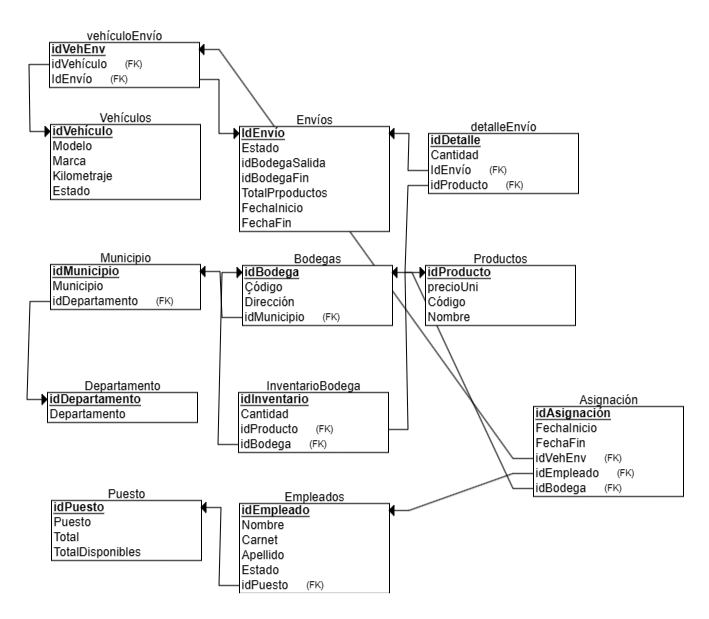 vehículoEnvío
idVehEnv
idVehículo (FK)
IdEnvío (FK)
Vehículos
idVehículo
Modelo
Marca
Kilometraje
Estado
Envíos
IdEnvío
Estado
idBodegaSalida
idBodegaFin
TotalPrpoductos
FechaInicio
FechaFin
detalleEnvío
idDetalle
Cantidad
IdEnvío (FK)
idProducto (FK)
Municipio
idMunicipio
Municipio
idDepartamento (FK)
Bodegas
idBodega
Çódigo
Dirección
idMunicipio (FK)
Productos
idProducto
precioUni
Código
Nombre
Departamento
idDepartamento
Departamento
InventarioBodega
idInventario
Cantidad
idProducto (FK)
idBodega (FK)
Asignación
idAsignación
FechaInicio
FechaFin
idVehEnv (FK)
idEmpleado (FK)
idBodega (FK)
Puesto
idPuesto
Puesto
Total
TotalDisponibles
Empleados
idEmpleado
Nombre
Carnet
Apellido
Estado
idPuesto (FK)